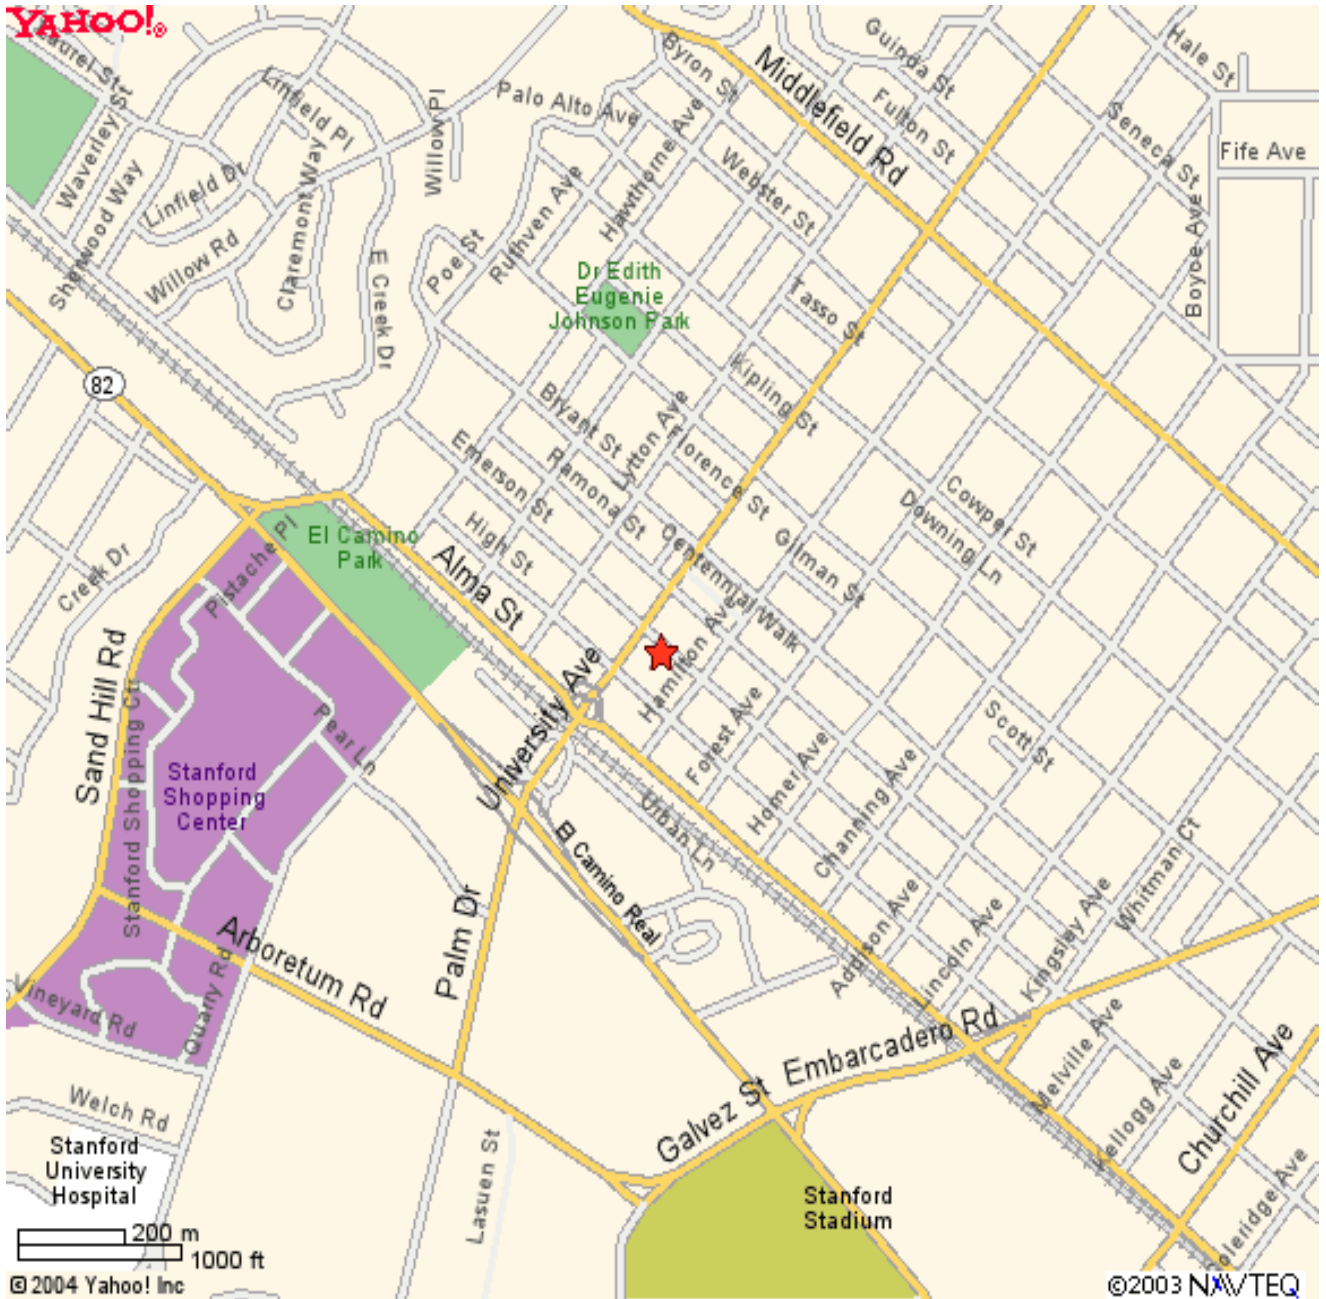 YAHOO!®
Laurel St
Waverley St
Linfield Pl
Willow Pl
Palo Alto Ave
Byron St
Middlefield Rd
Guinda St
Hale St
Fulton St
Seneca St
Fife Ave
Sherwood Way
Linfield Dr
Claremont Way
Willow Rd
E Creek Dr
Poe St
Ruthven Ave
Hawthorne Ave
Webster St
Boyce Ave
Dr Edith
Eugenie
Johnson Park
Tasso St
82
Kipling St
Bryant St
Lytton Ave
Emerson St
Ramona St
Florence St
Cowper St
Downing Ln
High St
Centennial Walk
Gilman St
El Camino
Park
Pistache Pl
Alma St
Creek Dr
Sand Hill Rd
Stanford Shopping Ctr
University Ave
Hamilton Ave
Forest Ave
Scott St
Pear Ln
Homer Ave
Channing Ave
Stanford
Shopping
Center
Urban Ln
El Camino Real
Whitman Ct
Arboretum Rd
Palm Dr
Addison Ave
Lincoln Ave
Kingsley Ave
Vineyard Rd
Quarry Rd
Embarcadero Rd
Melville Ave
Kellogg Ave
Churchill Ave
Coleridge Ave
Welch Rd
Galvez St
Lasuen St
Stanford
University
Hospital
Stanford
Stadium
200 m
1000 ft
©2004 Yahoo! Inc
©2003 NAVTEQ